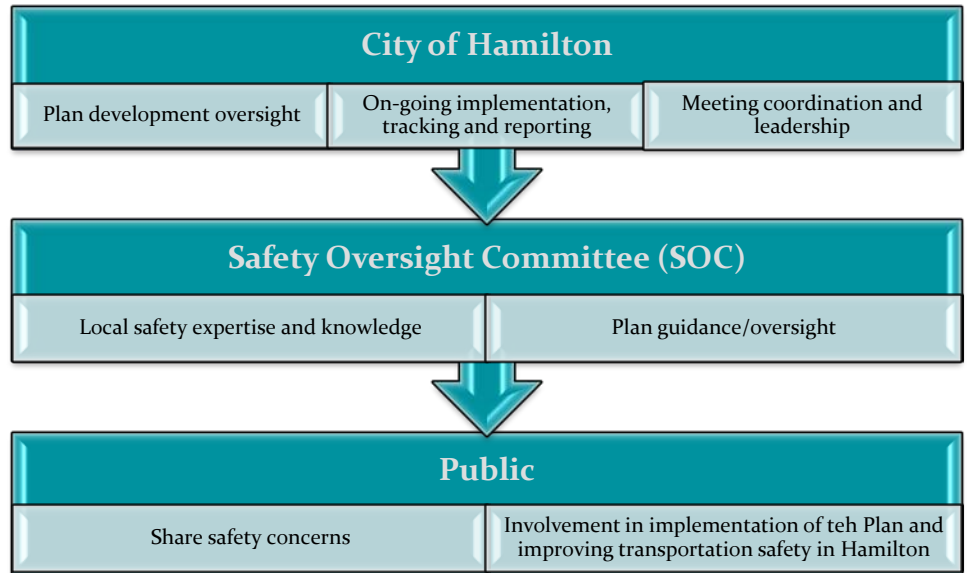 City of Hamilton
Plan development oversight
On-going implementation,
tracking and reporting
Meeting coordination and
leadership
Safety Oversight Committee (SOC)
Local safety expertise and knowledge
Plan guidance/oversight
Public
Share safety concerns
Involvement in implementation of teh Plan and
improving transportation safety in Hamilton